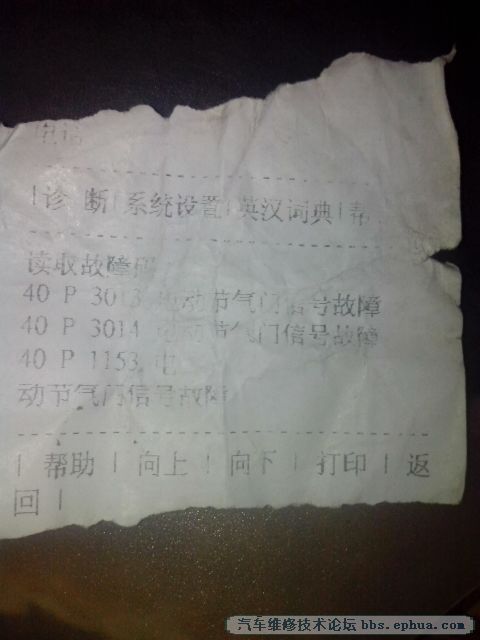 电话
|诊 断|系统设置|英汉词典|帮
读取故障码
40 P 3013 电动节气门信号故障
40 P 3014 电动节气门信号故障
40 P 1153 电
动节气门信号故障
| 帮助 | 向上 | 向下 | 打印 | 返
回 |
汽车维修技术论坛 bbs.ephua.com